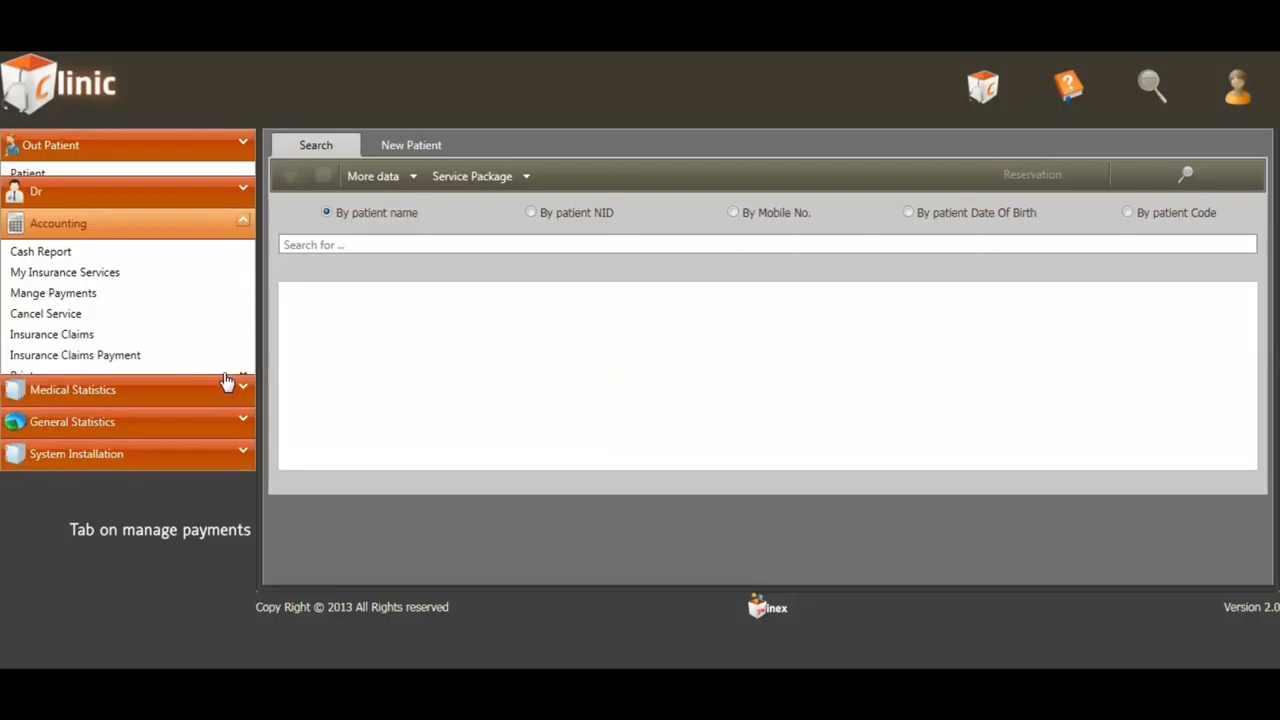 Clinic
Out Patient
Patient
Dr
Accounting
Cash Report
My Insurance Services
Mange Payments
Cancel Service
Insurance Claims
Insurance Claims Payment
Medical Statistics
General Statistics
System Installation
Tab on manage payments
Search New Patient
More data Service Package Reservation
By patient name By patient NID By Mobile No. By patient Date Of Birth By patient Code
Search for ...
Copy Right © 2013 All Rights reserved inex Version 2.0